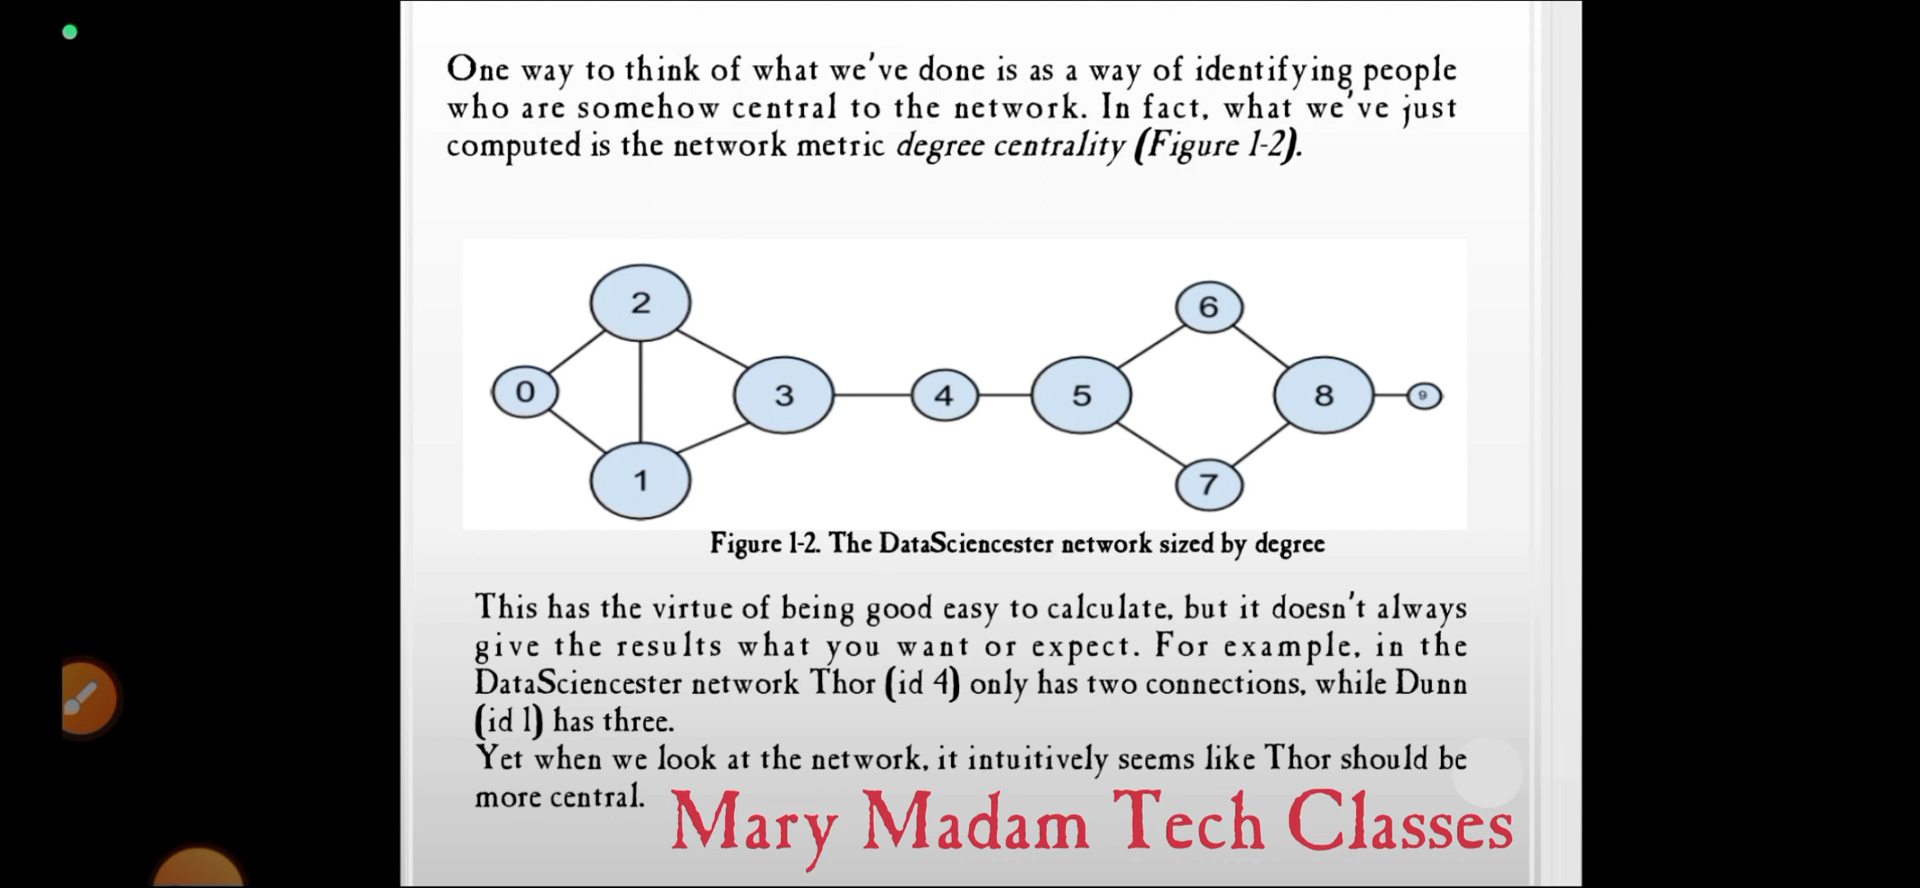 One way to think of what we've done is as a way of identifying people
who are somehow central to the network. In fact, what we've just
computed is the network metric degree centrality (Figure 1-2).
2
6
0
3
4
5
8
9
1
7
Figure 1-2. The DataSciencester network sized by degree
This has the virtue of being good easy to calculate, but it doesn't always
give the results what you want or expect. For example, in the
DataSciencester network Thor (id 4) only has two connections, while Dunn
(id 1) has three.
Yet when we look at the network, it intuitively seems like Thor should be
more central.
Mary Madam Tech Classes